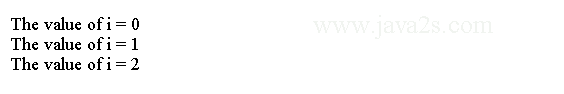 The value of i = 0
www.java2s.com
The value of i = 1
The value of i = 2